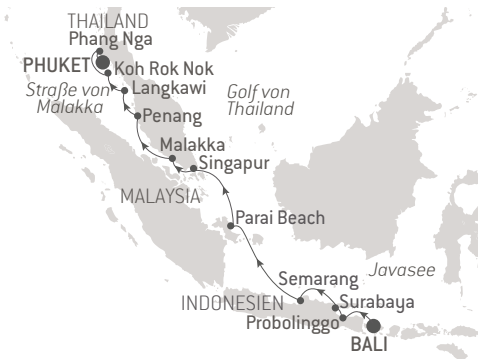 THAILAND
Phang Nga
PHUKET
Koh Rok Nok
Straße von
Malakka
Langkawi
Golf von
Thailand
Penang
Malakka
Singapur
MALAYSIA
Parai Beach
Javasee
Semarang
INDONESIEN
Surabaya
Probolinggo
BALI